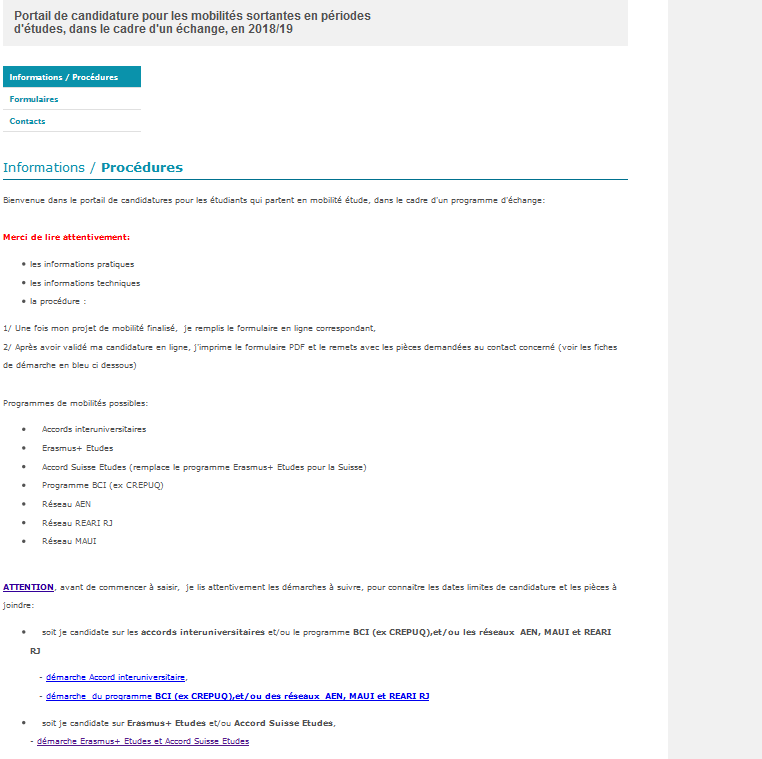 Portail de candidature pour les mobilités sortantes en périodes
d'études, dans le cadre d'un échange, en 2018/19
Informations / Procédures
Formulaires
Contacts
Informations / Procédures
Bienvenue dans le portail de candidatures pour les étudiants qui partent en mobilité étude, dans le cadre d'un programme d'échange:
Merci de lire attentivement:
• les informations pratiques
• les informations techniques
• la procédure :
1/ Une fois mon projet de mobilité finalisé, je remplis le formulaire en ligne correspondant,
2/ Après avoir validé ma candidature en ligne, j'imprime le formulaire PDF et le remets avec les pièces demandées au contact concerné (voir les fiches
de démarche en bleu ci dessous)
Programmes de mobilités possibles:
• Accords interuniversitaires
• Erasmus+ Etudes
• Accord Suisse Etudes (remplace le programme Erasmus+ Etudes pour la Suisse)
• Programme BCI (ex CREPUQ)
• Réseau AEN
• Réseau REARI RJ
• Réseau MAUI
ATTENTION, avant de commencer à saisir, je lis attentivement les démarches à suivre, pour connaitre les dates limites de candidature et les pièces à
joindre:
• soit je candidate sur les accords interuniversitaires et/ou le programme BCI (ex CREPUQ),et/ou les réseaux AEN, MAUI et REARI
RJ
- démarche Accord interuniversitaire,
- démarche du programme BCI (ex CREPUQ),et/ou des réseaux AEN, MAUI et REARI RJ
• soit je candidate sur Erasmus+ Etudes et/ou Accord Suisse Etudes,
- démarche Erasmus+ Etudes et Accord Suisse Etudes